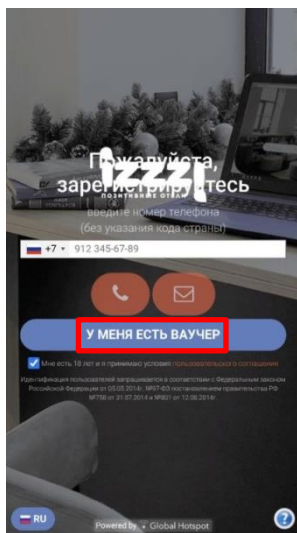 Пожалуйста,
izzzi
зарегистрируйтесь
ПОЗИТИВНЫЕ ОТЕЛИ
введите номер телефона
(без указания кода страны)
+7 912 345-67-89
У МЕНЯ ЕСТЬ ВАУЧЕР
Мне есть 18 лет и я принимаю условия пользовательского соглашения
Идентификация пользователей запрашивается в соответствии с Федеральным законом
Российской Федерации от 05.05.2014г. №97-ФЗ постановлением правительства РФ
№758 от 31.07.2014 и №801 от 12.08.2014г.
RU
Powered by Global Hotspot
?